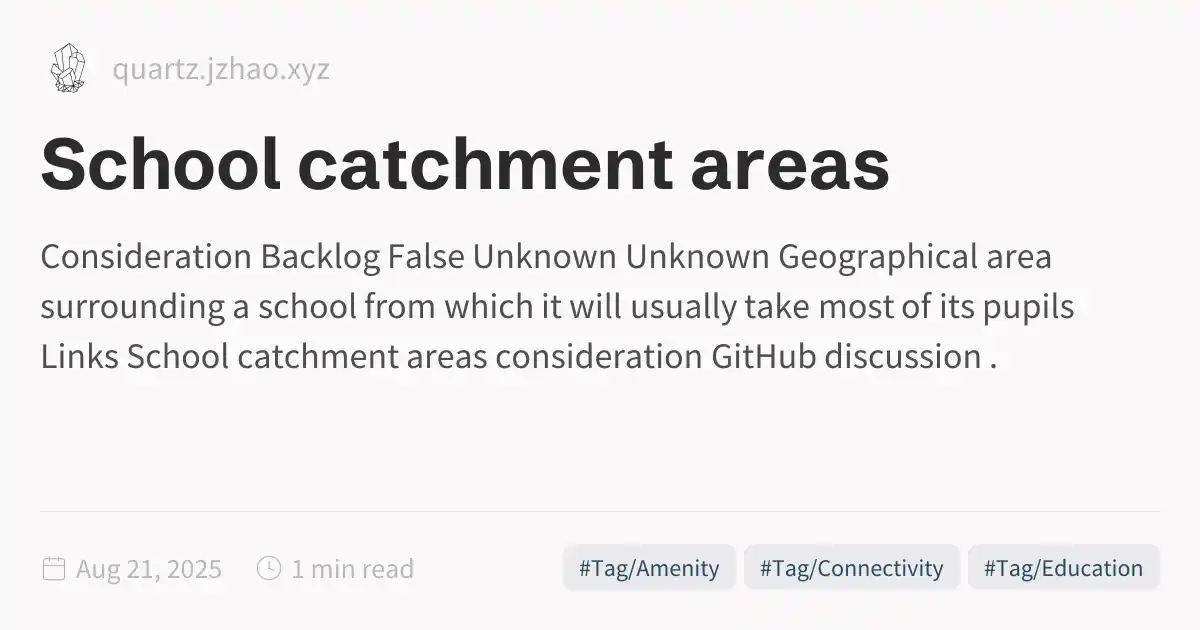 quartz.jzhao.xyz
School catchment areas
Consideration Backlog False Unknown Unknown Geographical area
surrounding a school from which it will usually take most of its pupils
Links School catchment areas consideration GitHub discussion .
Aug 21, 2025 1 min read #Tag/Amenity #Tag/Connectivity #Tag/Education